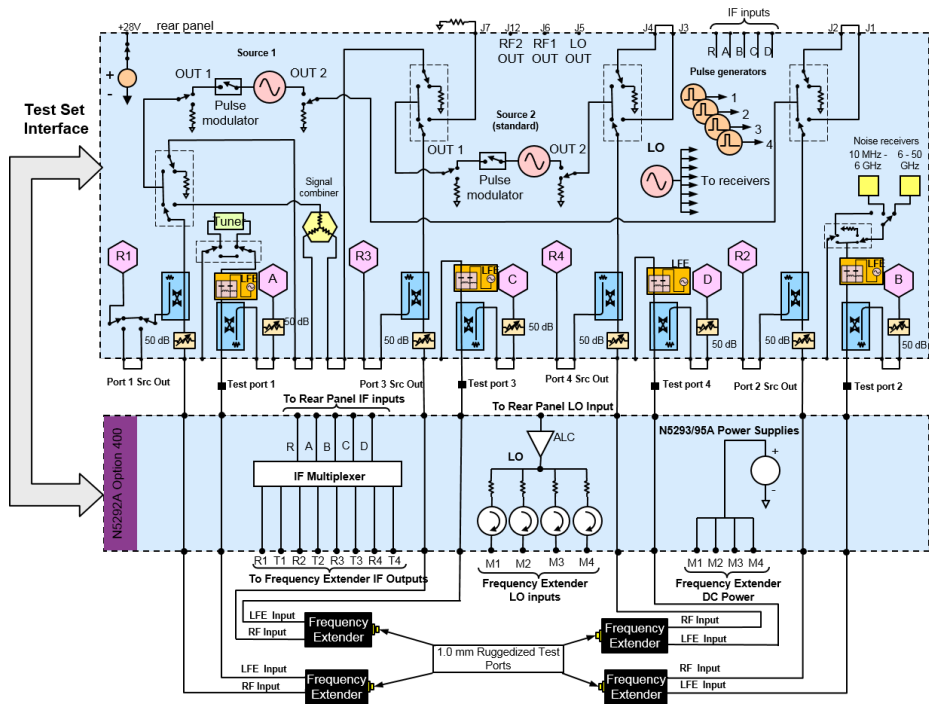 +28V
rear panel
J7
J12
J6
J5
J4
J3
IF inputs
J2
J1
RF2
OUT
RF1
OUT
LO
OUT
R
A
B
C
D
+
-
Source 1
OUT 1
OUT 2
Pulse
modulator
Pulse generators
1
2
3
4
Test Set
Interface
Source 2
(standard)
OUT 1
OUT 2
Pulse
modulator
LO
To receivers
Noise receivers
10 MHz -
6 GHz
6 - 50
GHz
Signal
combiner
Tune
R1
LFE
A
R3
LFE
C
R4
LFE
D
R2
LFE
B
50 dB
50 dB
50 dB
50 dB
50 dB
50 dB
50 dB
50 dB
Port 1 Src Out
Test port 1
Port 3 Src Out
Test port 3
Port 4 Src Out
Test port 4
Port 2 Src Out
Test port 2
N5292A Option 400
To Rear Panel IF inputs
R
A
B
C
D
IF Multiplexer
R1
T1
R2
T2
R3
T3
R4
T4
To Frequency Extender IF Outputs
To Rear Panel LO Input
ALC
LO
M1
M2
M3
M4
Frequency Extender
LO inputs
N5293/95A Power Supplies
+
-
M1
M2
M3
M4
Frequency Extender
DC Power
LFE Input
RF Input
Frequency
Extender
Frequency
Extender
RF Input
LFE Input
1.0 mm Ruggedized Test
Ports
LFE Input
RF Input
Frequency
Extender
Frequency
Extender
RF Input
LFE Input